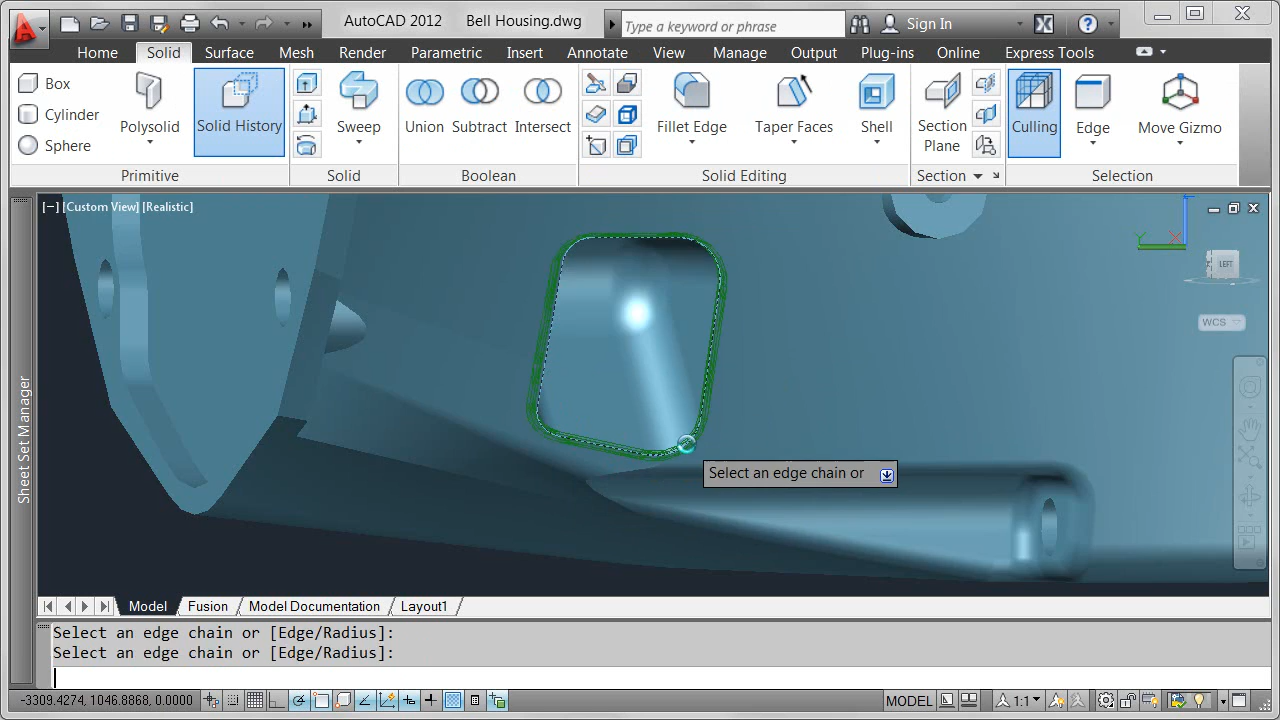 AutoCAD 2012 Bell Housing.dwg Type a keyword or phrase Sign In
Home Solid Surface Mesh Render Parametric Insert Annotate View Manage Output Plug-ins Online Express Tools
Box
Cylinder
Sphere
Polysolid
Solid History
Sweep
Union
Subtract
Intersect
Fillet Edge
Taper Faces
Shell
Section
Plane
Culling
Edge
Move Gizmo
Primitive
Solid
Boolean
Solid Editing
Section
Selection
[−] [Custom View] [Realistic]
Y X
LEFT
WCS
Sheet Set Manager
Select an edge chain or
Model Fusion Model Documentation Layout1
Select an edge chain or [Edge/Radius]:
Select an edge chain or [Edge/Radius]:
-3309.4274, 1046.8868, 0.0000
MODEL
1:1